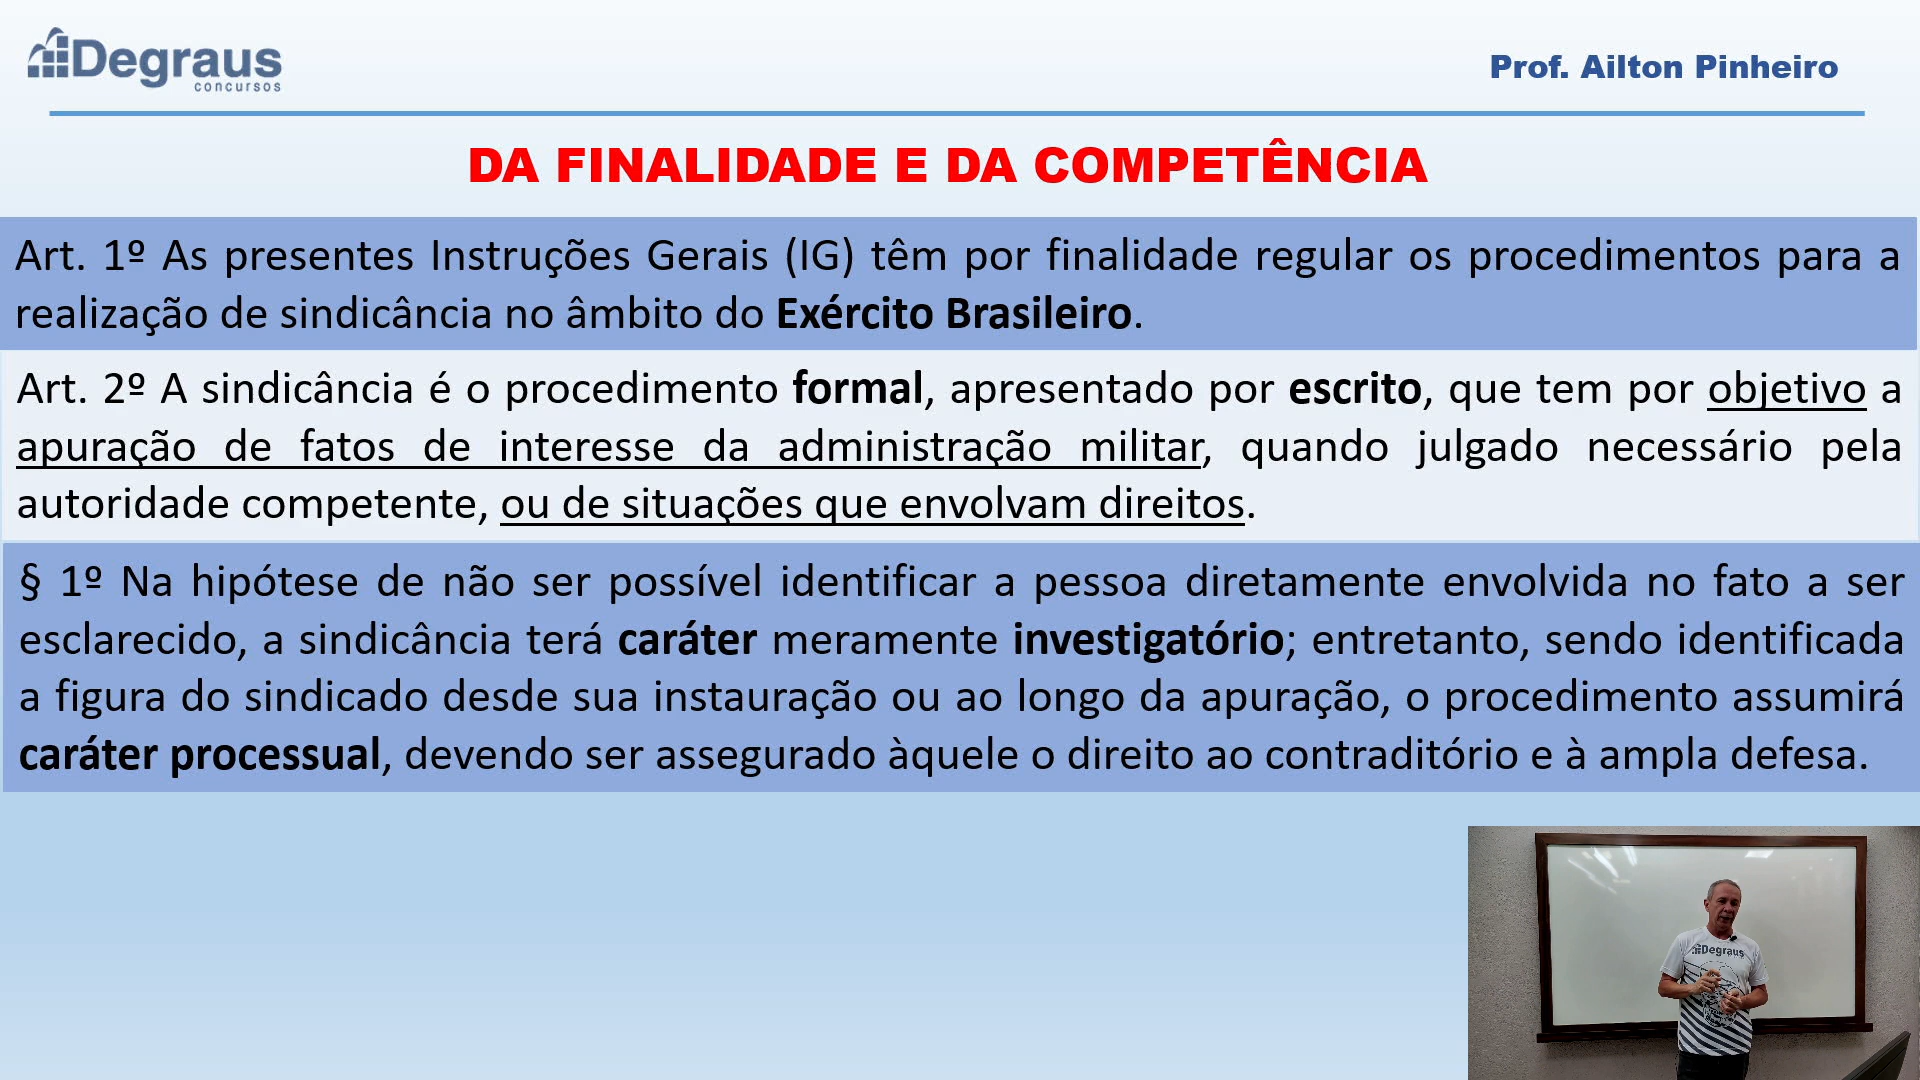 Degraus
concursos
Prof. Ailton Pinheiro
DA FINALIDADE E DA COMPETÊNCIA
Art. 1º As presentes Instruções Gerais (IG) têm por finalidade regular os procedimentos para a
realização de sindicância no âmbito do Exército Brasileiro.
Art. 2º A sindicância é o procedimento formal, apresentado por escrito, que tem por objetivo a
apuração de fatos de interesse da administração militar, quando julgado necessário pela
autoridade competente, ou de situações que envolvam direitos.
§ 1º Na hipótese de não ser possível identificar a pessoa diretamente envolvida no fato a ser
esclarecido, a sindicância terá caráter meramente investigatório; entretanto, sendo identificada
a figura do sindicado desde sua instauração ou ao longo da apuração, o procedimento assumirá
caráter processual, devendo ser assegurado àquele o direito ao contraditório e à ampla defesa.
Degraus